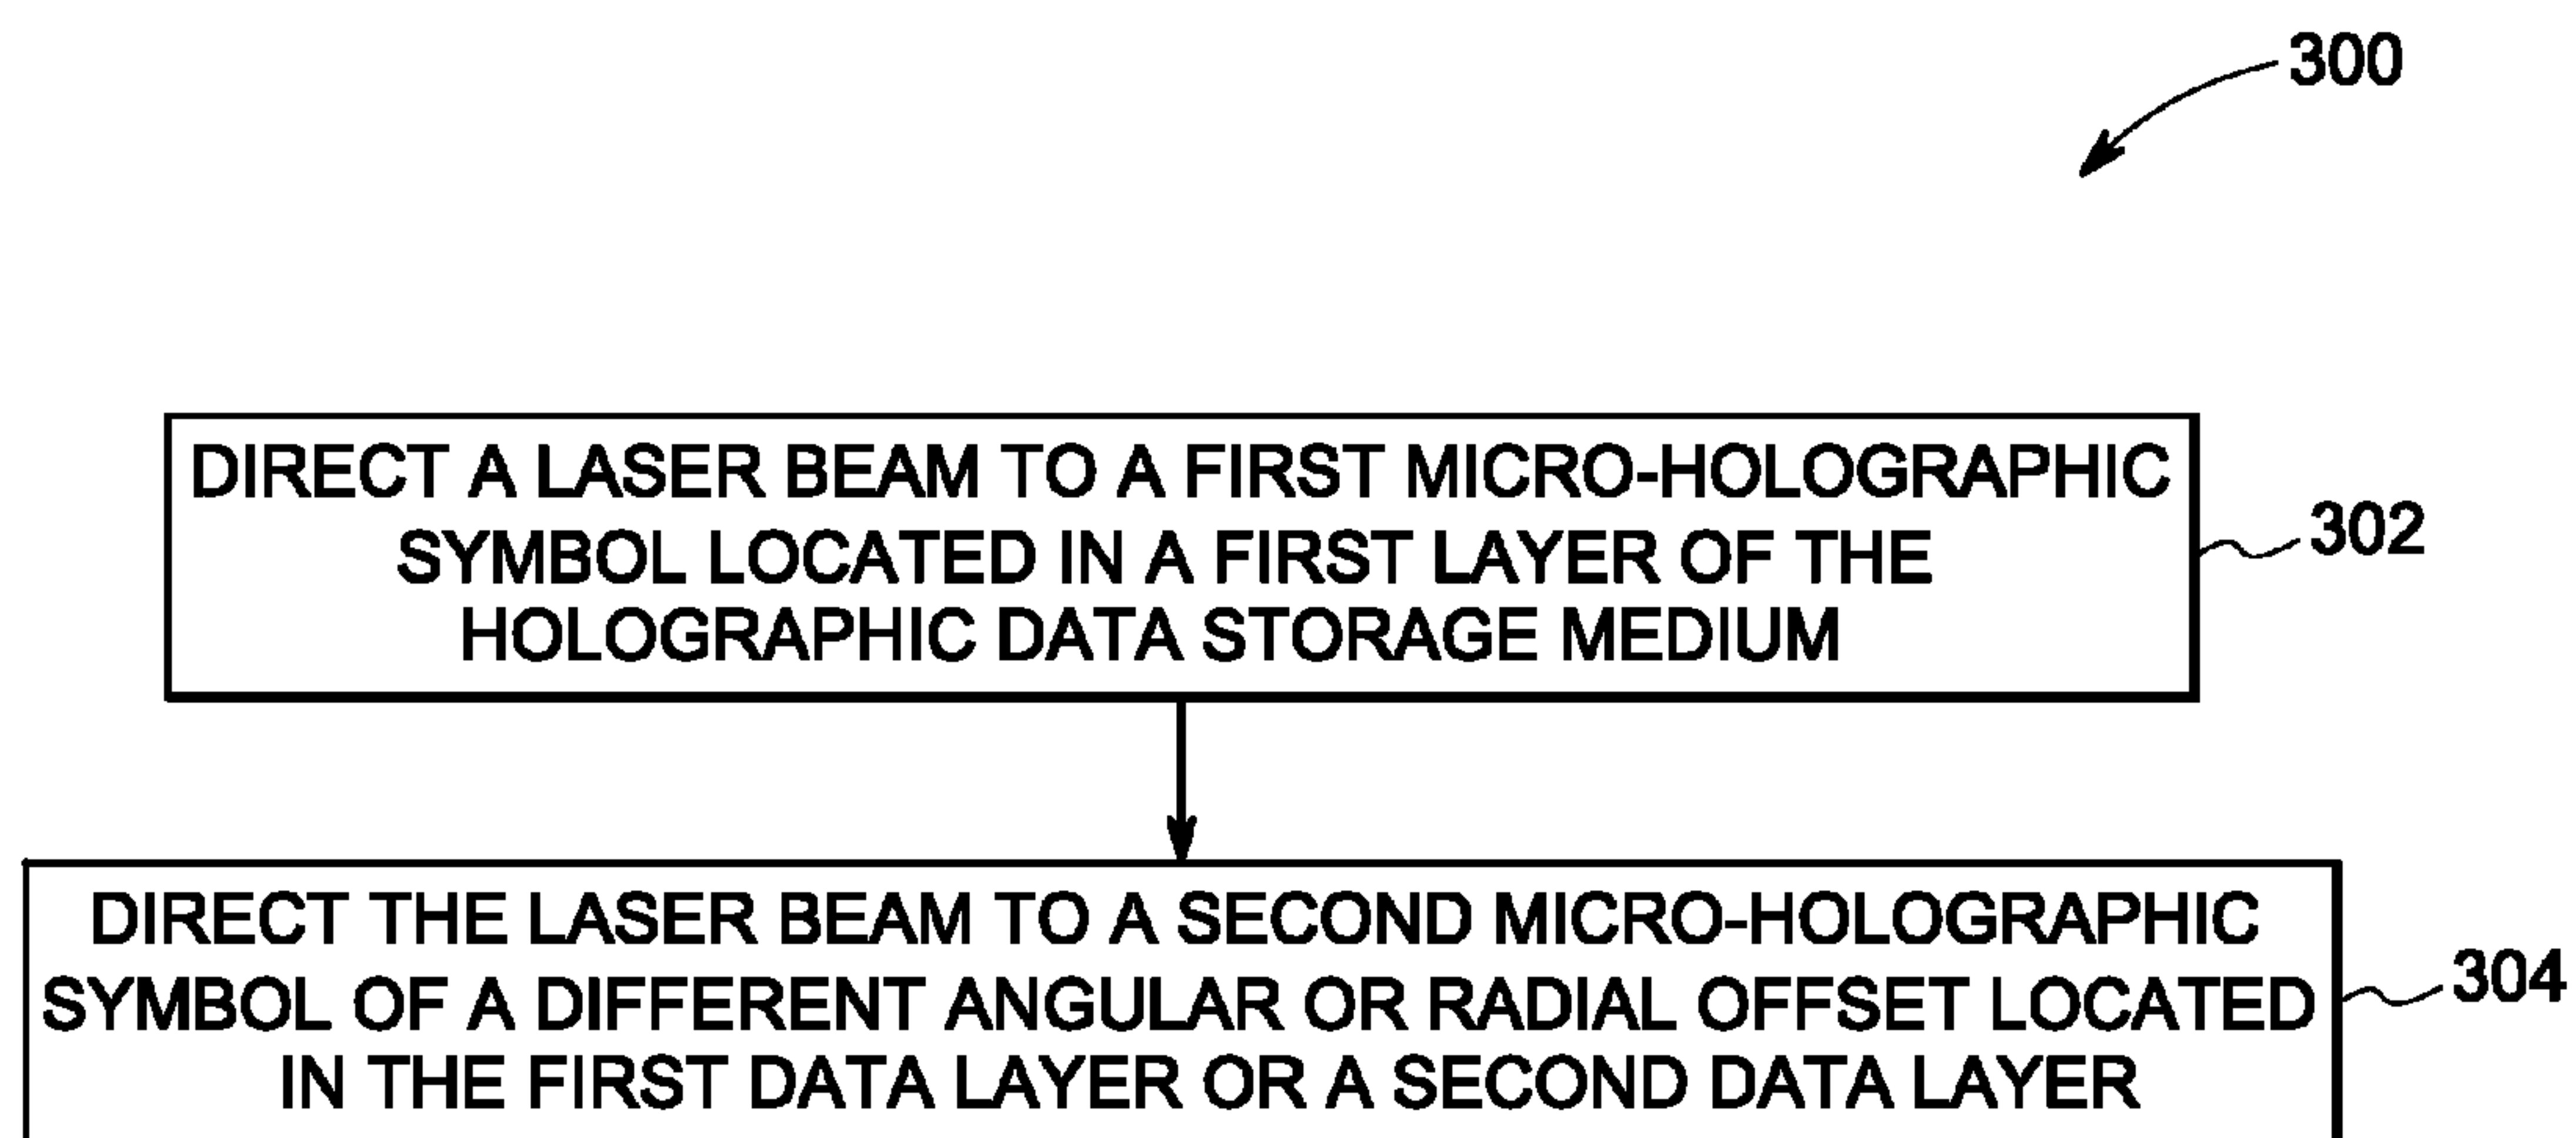 300
DIRECT A LASER BEAM TO A FIRST MICRO-HOLOGRAPHIC
SYMBOL LOCATED IN A FIRST LAYER OF THE
HOLOGRAPHIC DATA STORAGE MEDIUM
302
DIRECT THE LASER BEAM TO A SECOND MICRO-HOLOGRAPHIC
SYMBOL OF A DIFFERENT ANGULAR OR RADIAL OFFSET LOCATED
IN THE FIRST DATA LAYER OR A SECOND DATA LAYER
304